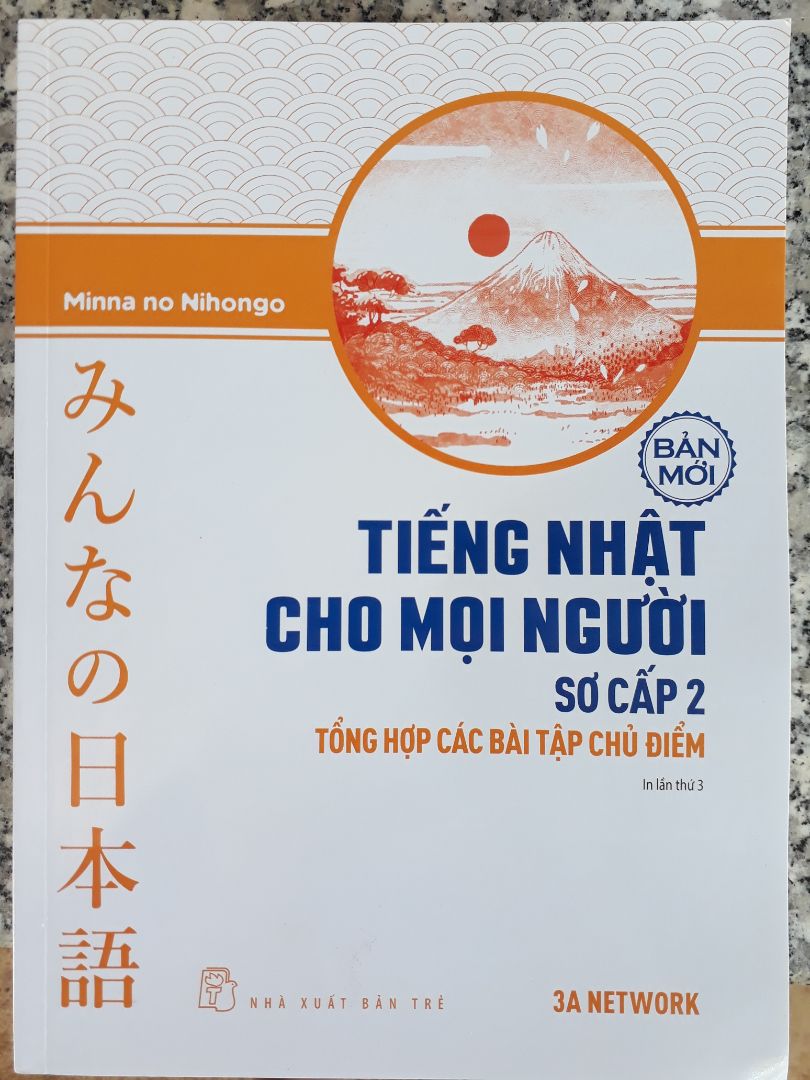 Minna no Nihongo
みんなの日本語
BẢN
MỚI
TIẾNG NHẬT
CHO MỌI NGƯỜI
SƠ CẤP 2
TỔNG HỢP CÁC BÀI TẬP CHỦ ĐIỂM
In lần thứ 3
T
NHÀ XUẤT BẢN TRẺ
3A NETWORK